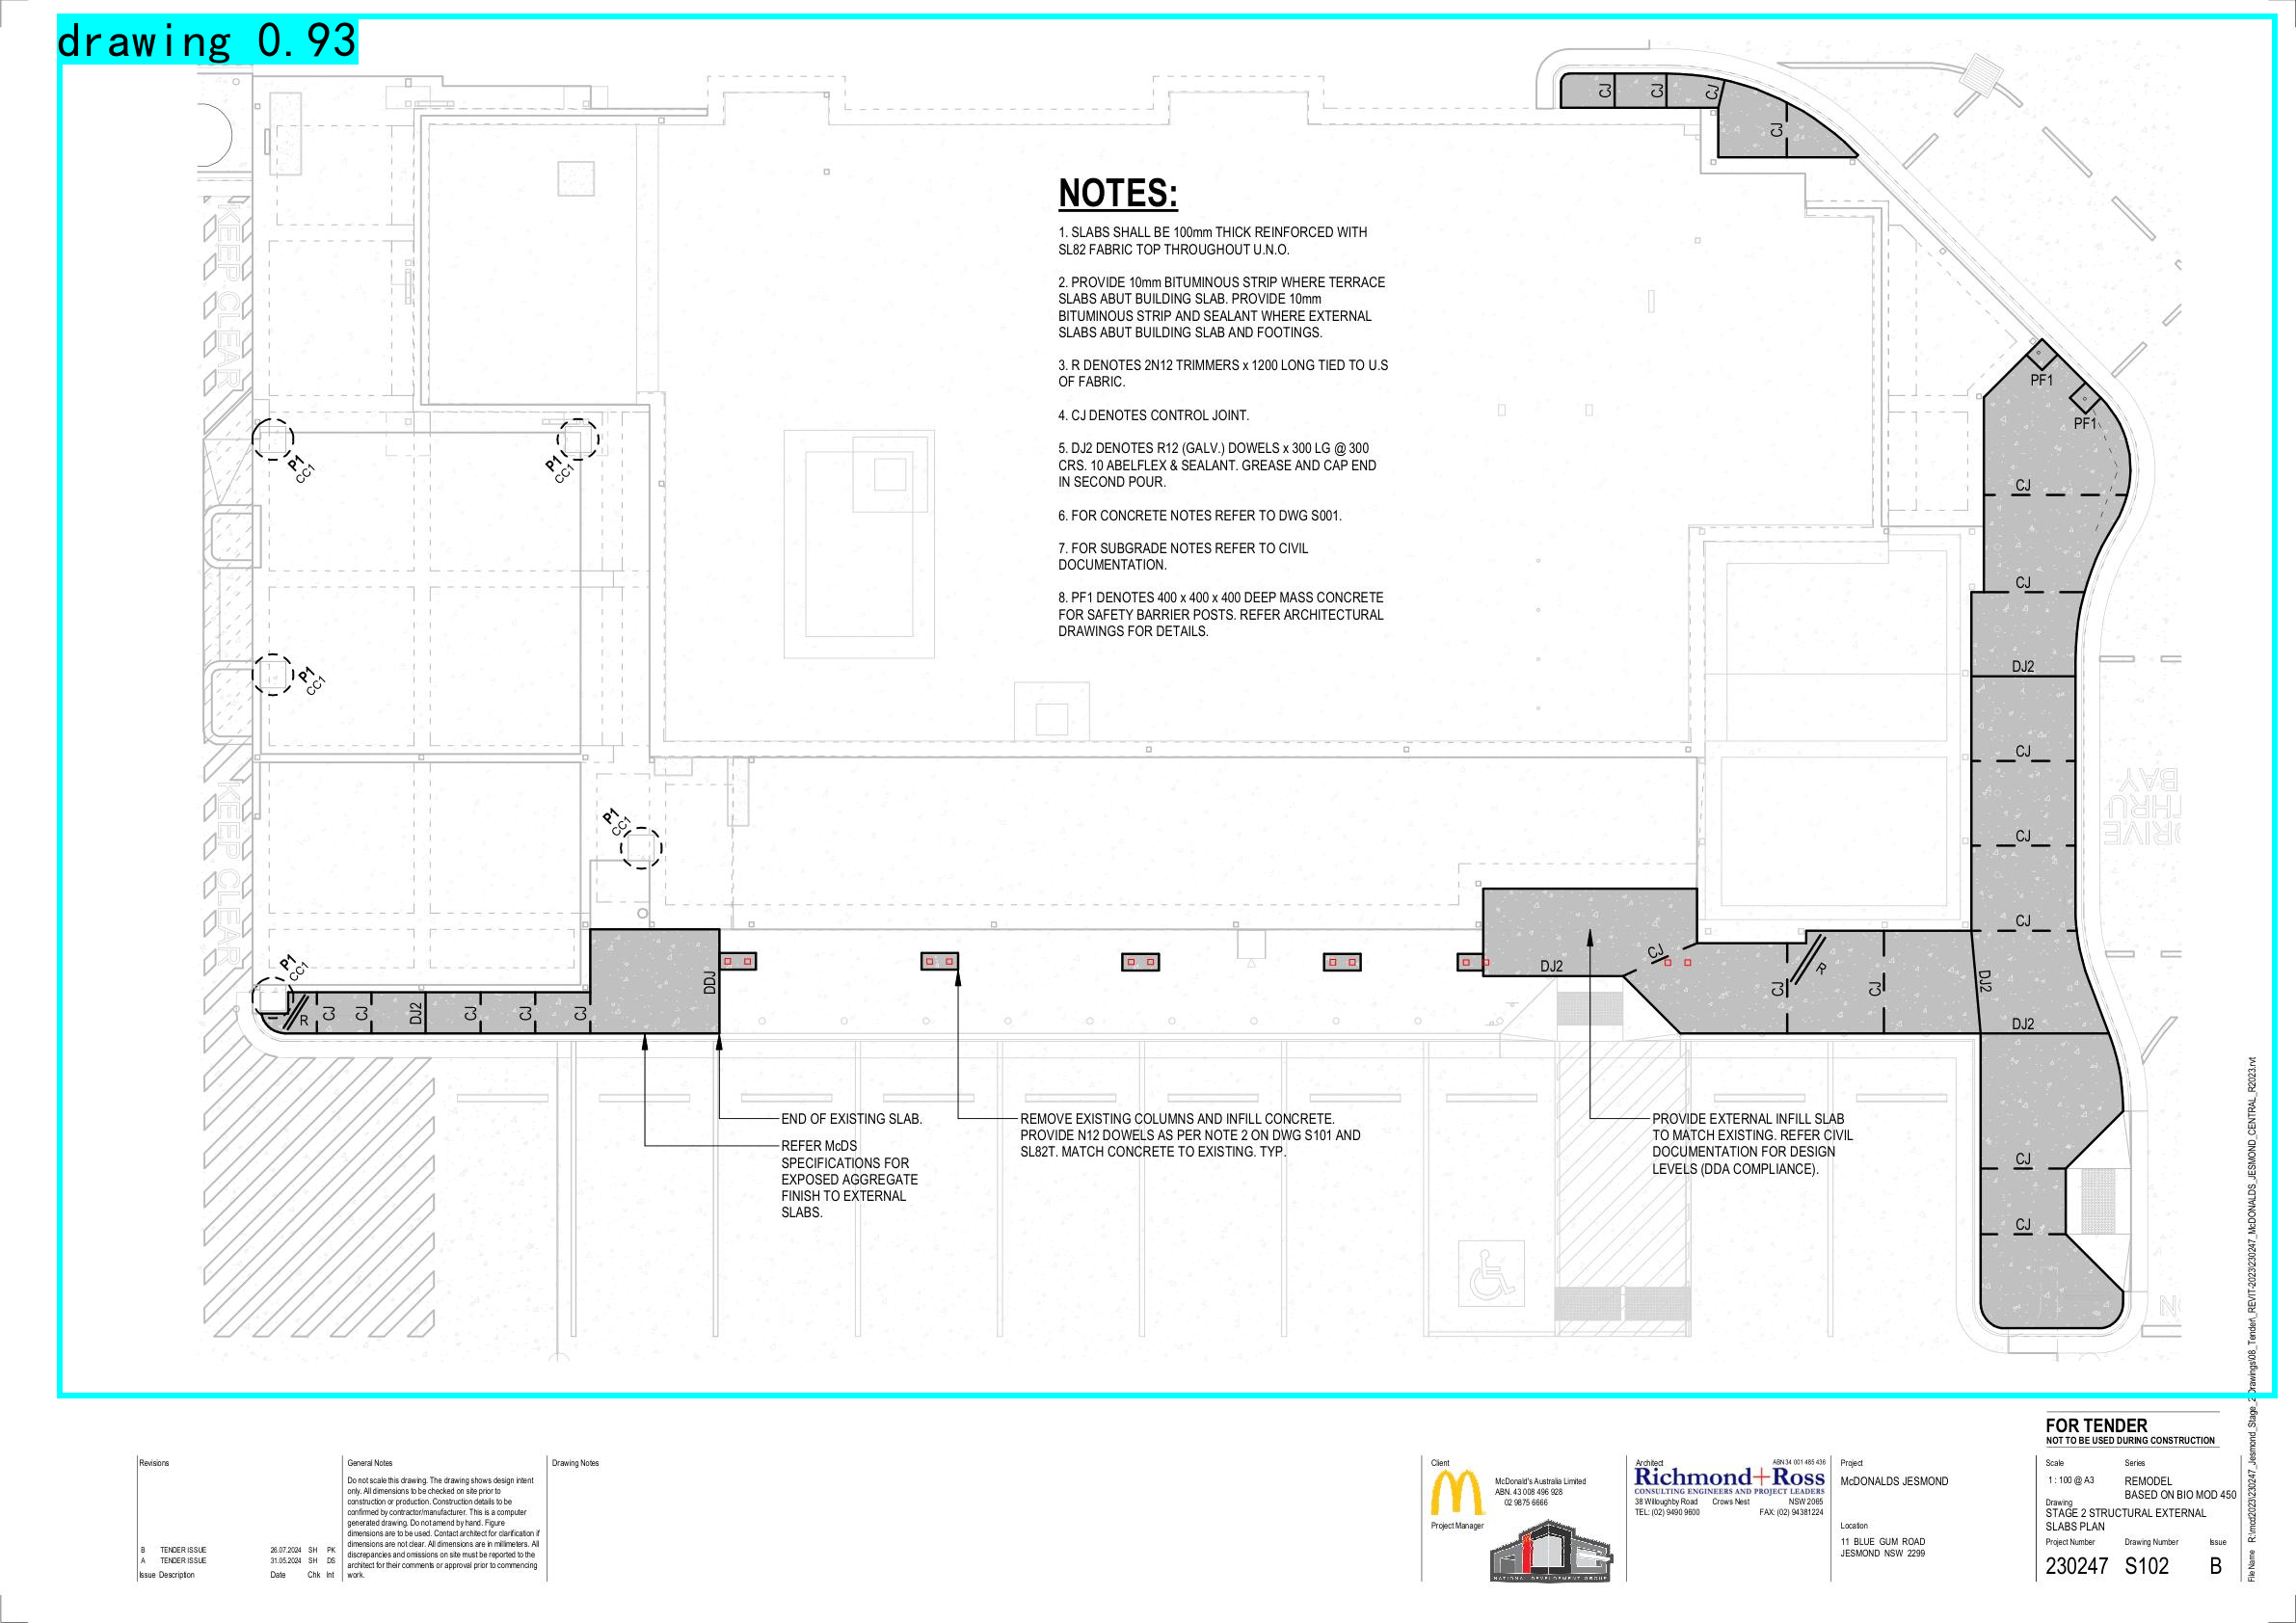 drawing 0.93
KEEP CLEAR
KEEP CLEAR
NOTES:
1. SLABS SHALL BE 100mm THICK REINFORCED WITH
SL82 FABRIC TOP THROUGHOUT U.N.O.
2. PROVIDE 10mm BITUMINOUS STRIP WHERE TERRACE
SLABS ABUT BUILDING SLAB. PROVIDE 10mm
BITUMINOUS STRIP AND SEALANT WHERE EXTERNAL
SLABS ABUT BUILDING SLAB AND FOOTINGS.
3. R DENOTES 2N12 TRIMMERS x 1200 LONG TIED TO U.S
OF FABRIC.
4. CJ DENOTES CONTROL JOINT.
5. DJ2 DENOTES R12 (GALV.) DOWELS x 300 LG @ 300
CRS. 10 ABELFLEX & SEALANT. GREASE AND CAP END
IN SECOND POUR.
6. FOR CONCRETE NOTES REFER TO DWG S001.
7. FOR SUBGRADE NOTES REFER TO CIVIL
DOCUMENTATION.
8. PF1 DENOTES 400 x 400 x 400 DEEP MASS CONCRETE
FOR SAFETY BARRIER POSTS. REFER ARCHITECTURAL
DRAWINGS FOR DETAILS.
CJ
CJ
CJ
CJ
PF1
PF1
CJ
CJ
DJ2
CJ
CJ
CJ
DRIVE
THRU
BAY
P1
CC1
P1
CC1
P1
CC1
P1
CC1
P1
CC1
R
CJ
CJ
DJ2
CJ
CJ
CJ
DDJ
DJ2
CJ
CJ
R
CJ
DJ2
DJ2
CJ
CJ
END OF EXISTING SLAB.
REFER McDS
SPECIFICATIONS FOR
EXPOSED AGGREGATE
FINISH TO EXTERNAL
SLABS.
REMOVE EXISTING COLUMNS AND INFILL CONCRETE.
PROVIDE N12 DOWELS AS PER NOTE 2 ON DWG S101 AND
SL82T. MATCH CONCRETE TO EXISTING. TYP.
PROVIDE EXTERNAL INFILL SLAB
TO MATCH EXISTING. REFER CIVIL
DOCUMENTATION FOR DESIGN
LEVELS (DDA COMPLIANCE).
Revisions
B TENDER ISSUE 26.07.2024 SH PK
A TENDER ISSUE 31.05.2024 SH DS
Issue Description Date Chk Int
General Notes
Do not scale this drawing. The drawing shows design intent
only. All dimensions to be checked on site prior to
construction or production. Construction details to be
confirmed by contractor/manufacturer. This is a computer
generated drawing. Do not amend by hand. Figure
dimensions are to be used. Contact architect for clarification if
dimensions are not clear. All dimensions are in millimeters. All
discrepancies and omissions on site must be reported to the
architect for their comments or approval prior to commencing
work.
Drawing Notes
Client
McDonald's Australia Limited
ABN. 43 008 496 928
02 9875 6666
Project Manager
NATIONAL DEVELOPMENT GROUP
Architect
ABN 34 001 485 436
Richmond+Ross
CONSULTING ENGINEERS AND PROJECT LEADERS
38 Willoughby Road Crows Nest NSW 2065
TEL: (02) 9490 9600 FAX: (02) 94381224
Project
McDONALDS JESMOND
Location
11 BLUE GUM ROAD
JESMOND NSW 2299
FOR TENDER
NOT TO BE USED DURING CONSTRUCTION
Scale Series
1 : 100 @ A3 REMODEL
BASED ON BIO MOD 450
Drawing
STAGE 2 STRUCTURAL EXTERNAL
SLABS PLAN
Project Number Drawing Number Issue
230247 S102 B